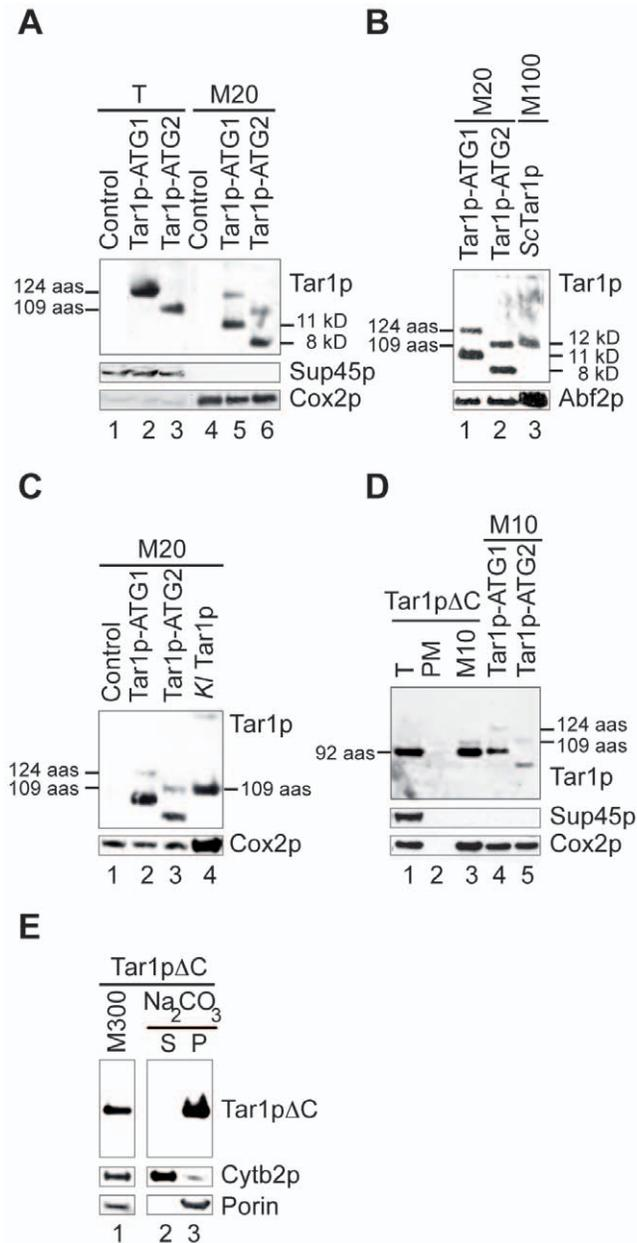 A
T M20
Control
Tar1p-ATG1
Tar1p-ATG2
Control
Tar1p-ATG1
Tar1p-ATG2
Tar1p
124 aas
109 aas
11 kD
8 kD
Sup45p
Cox2p
1 2 3 4 5 6
B
M20
M100
Tar1p-ATG1
Tar1p-ATG2
ScTar1p
Tar1p
124 aas
109 aas
12 kD
11 kD
8 kD
Abf2p
1 2 3
C
M20
Control
Tar1p-ATG1
Tar1p-ATG2
Kl Tar1p
Tar1p
124 aas
109 aas
109 aas
Cox2p
1 2 3 4
D
M10
Tar1p-ATG1
Tar1p-ATG2
Tar1pΔC
T
PM
M10
124 aas
109 aas
92 aas
Tar1p
Sup45p
Cox2p
1 2 3 4 5
E
Tar1pΔC
M300
Na2CO3
S P
Tar1pΔC
Cytb2p
Porin
1 2 3